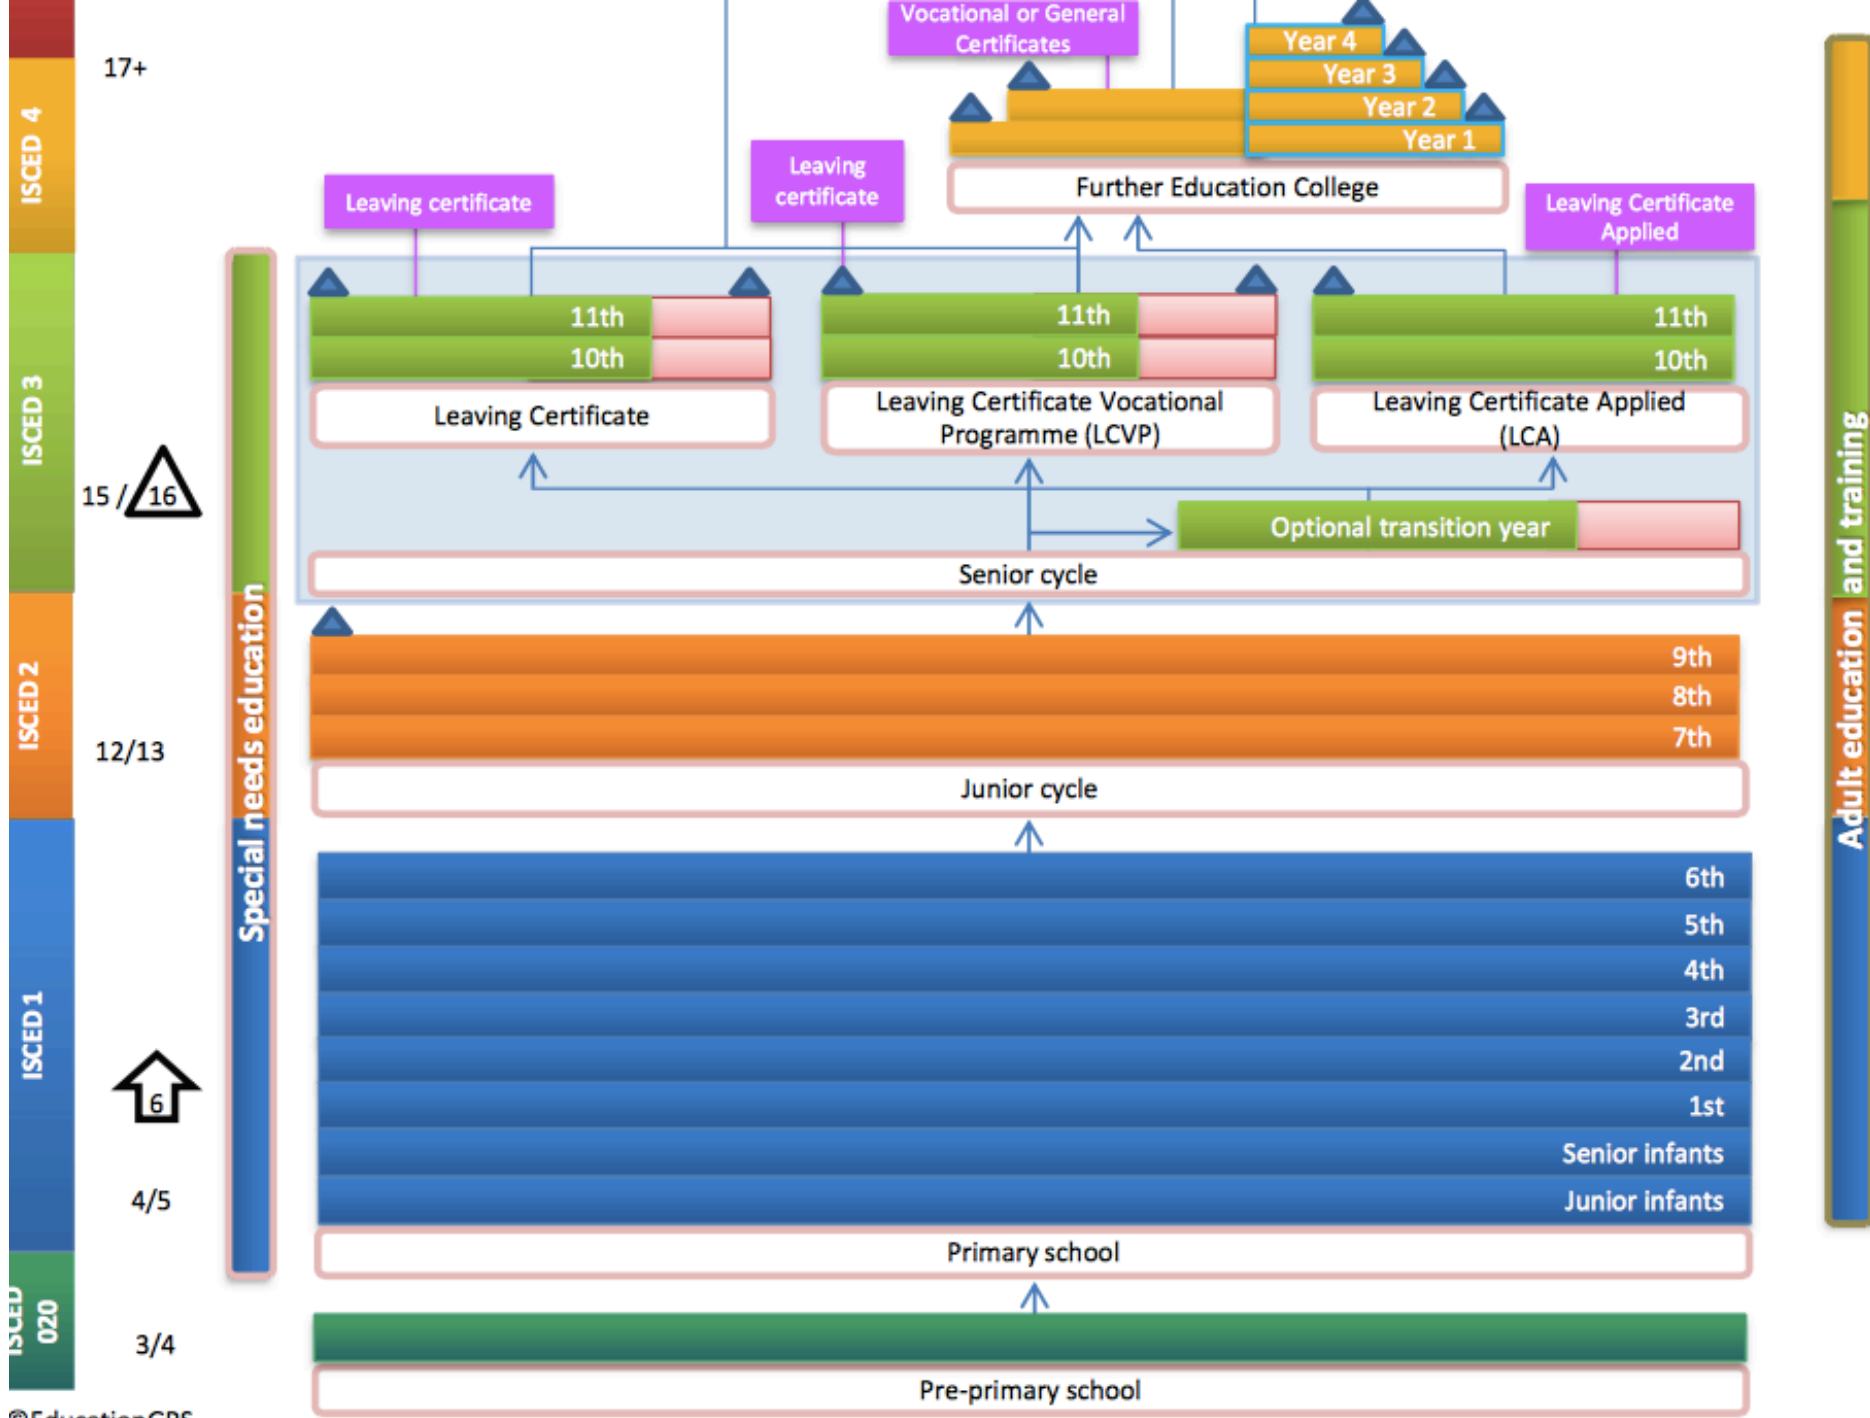 Vocational or General
Certificates
Year 4
Year 3
Year 2
Year 1
17+
ISCED 4
Leaving certificate
Leaving
certificate
Further Education College
Leaving Certificate
Applied
11th
10th
11th
10th
11th
10th
Leaving Certificate
Leaving Certificate Vocational
Programme (LCVP)
Leaving Certificate Applied
(LCA)
ISCED 3
15 / 16
Optional transition year
Senior cycle
Special needs education
Adult education and training
ISCED 2
9th
8th
7th
12/13
Junior cycle
ISCED 1
6th
5th
4th
3rd
2nd
1st
6
Senior infants
Junior infants
4/5
Primary school
ISCED
020
3/4
Pre-primary school
@EducationGPS